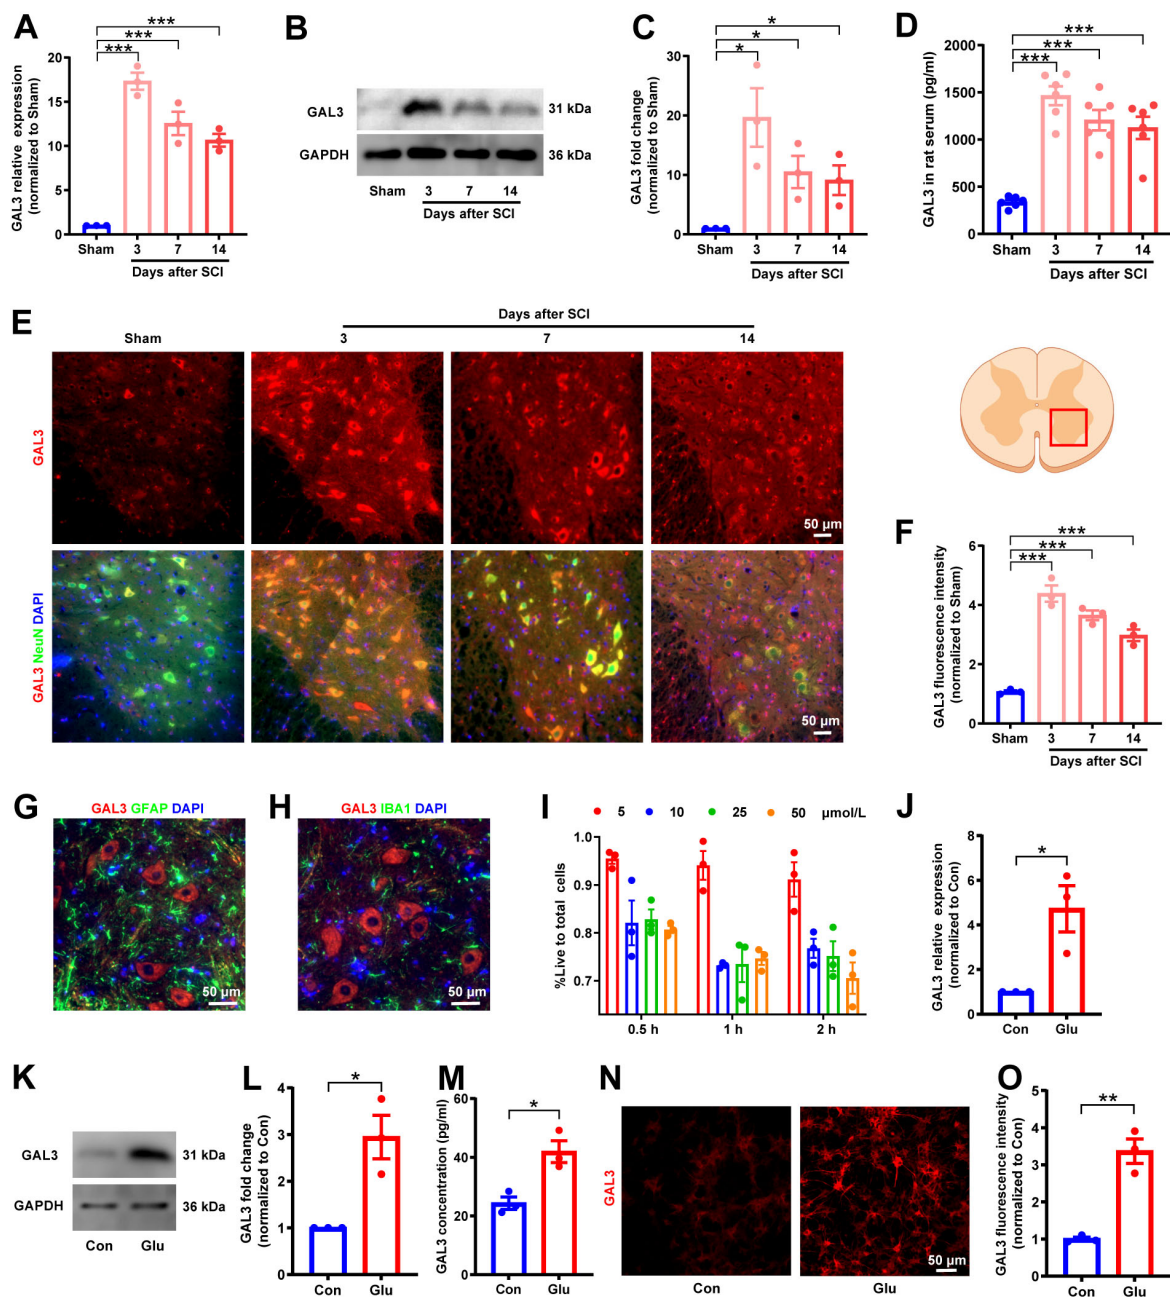 A
GAL3 relative expression
(normalized to Sham)
20
15
10
5
0
***
***
***
Sham
3
7
14
Days after SCI
B
GAL3
31 kDa
GAPDH
36 kDa
Sham
3
7
14
Days after SCI
C
GAL3 fold change
(normalized to Sham)
30
20
10
0
*
*
*
Sham
3
7
14
Days after SCI
D
GAL3 in rat serum (pg/ml)
2000
1500
1000
500
0
***
***
***
Sham
3
7
14
Days after SCI
E
Days after SCI
Sham
3
7
14
GAL3
50 µm
GAL3 NeuN DAPI
50 µm
F
GAL3 fluorescence intensity
(normalized to Sham)
6
4
2
0
***
***
***
Sham
3
7
14
Days after SCI
G
GAL3 GFAP DAPI
50 µm
H
GAL3 IBA1 DAPI
50 µm
I
5
10
25
50
µmol/L
%Live to total cells
1.0
0.9
0.8
0.7
0.5 h
1 h
2 h
J
GAL3 relative expression
(normalized to Con)
8
6
4
2
0
*
Con
Glu
K
GAL3
31 kDa
GAPDH
36 kDa
Con
Glu
L
GAL3 fold change
(normalized to Con)
4
3
2
1
0
*
Con
Glu
M
GAL3 concentration (pg/ml)
60
40
20
0
*
Con
Glu
N
GAL3
50 µm
Con
Glu
O
GAL3 fluorescence intensity
(normalized to Con)
5
4
3
2
1
0
**
Con
Glu